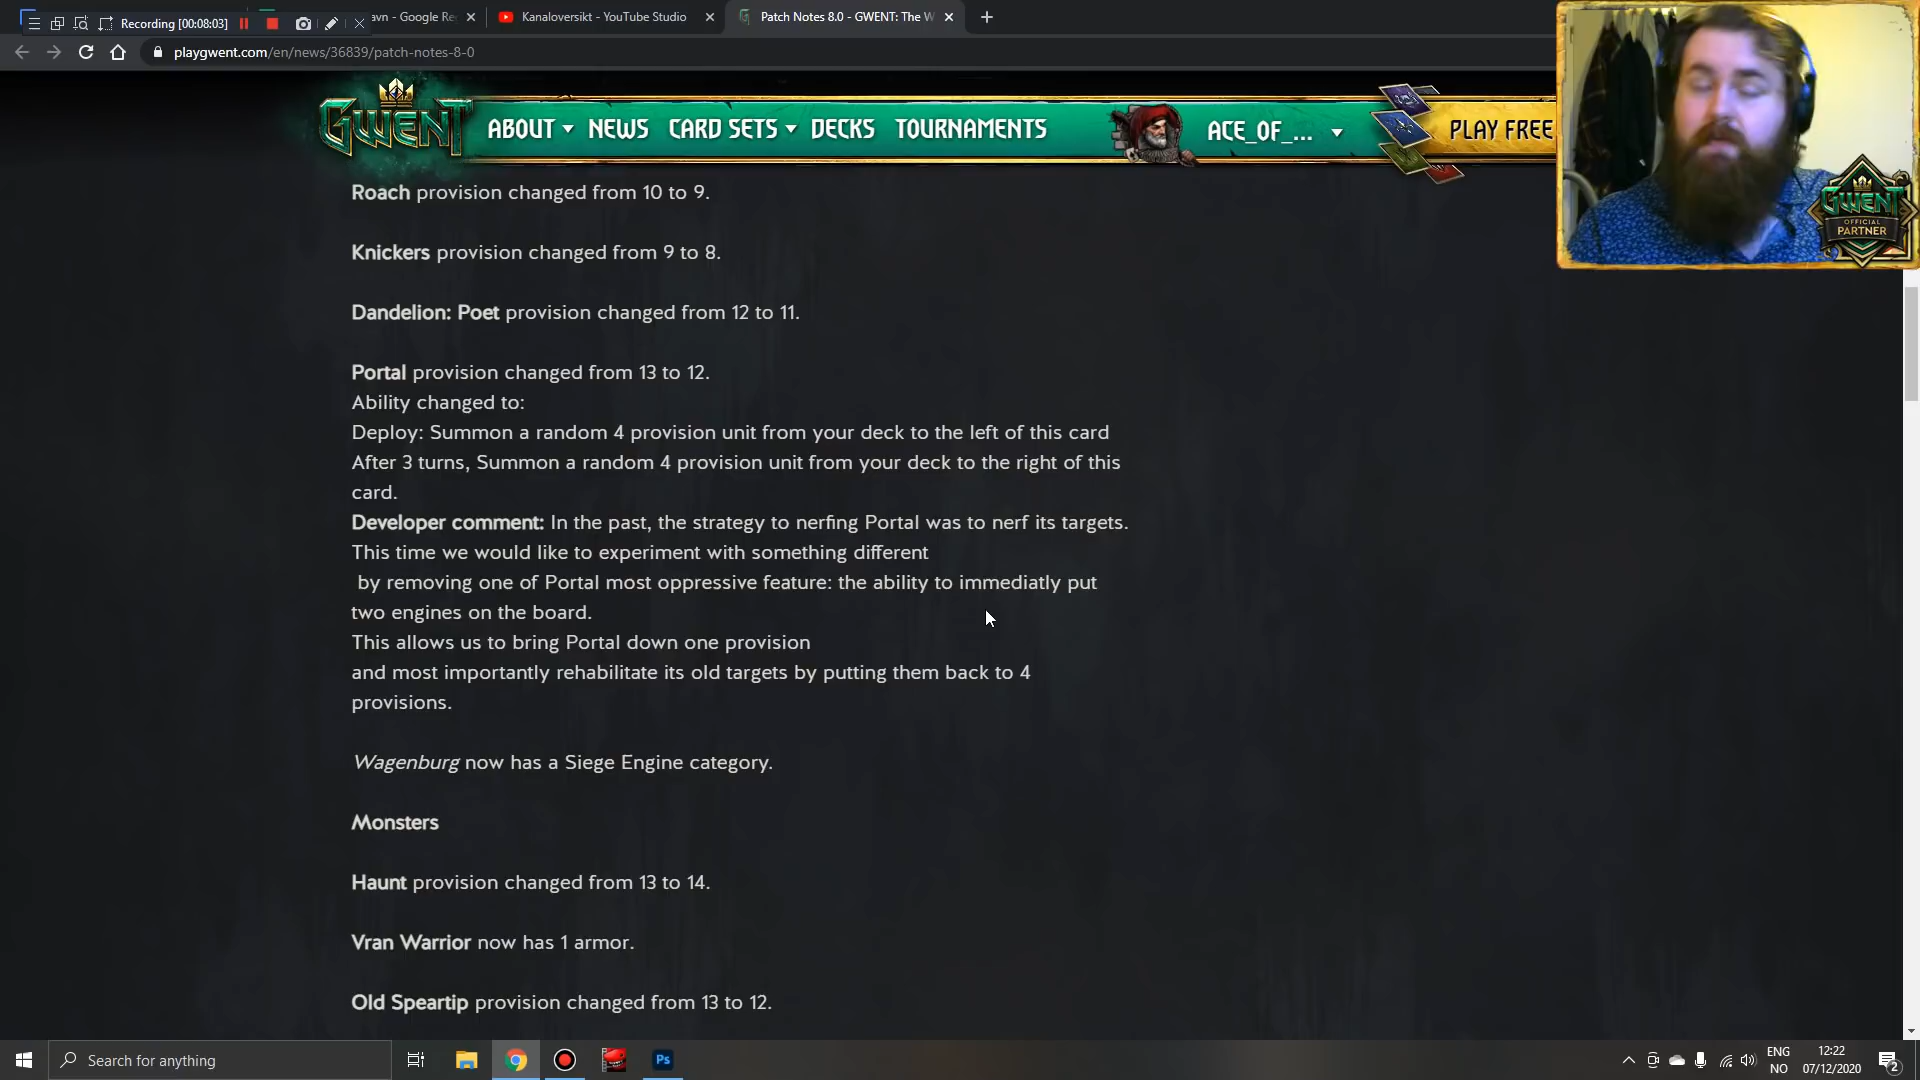 Recording [00:08:03]
avn - Google Re
Kanaloversikt - YouTube Studio
Patch Notes 8.0 - GWENT: The W
playgwent.com/en/news/36839/patch-notes-8-0
GWENT
ABOUT NEWS CARD SETS DECKS TOURNAMENTS
ACE_OF_...
PLAY FREE
GWENT
OFFICIAL
PARTNER
Roach provision changed from 10 to 9.
Knickers provision changed from 9 to 8.
Dandelion: Poet provision changed from 12 to 11.
Portal provision changed from 13 to 12.
Ability changed to:
Deploy: Summon a random 4 provision unit from your deck to the left of this card
After 3 turns, Summon a random 4 provision unit from your deck to the right of this
card.
Developer comment: In the past, the strategy to nerfing Portal was to nerf its targets.
This time we would like to experiment with something different
by removing one of Portal most oppressive feature: the ability to immediatly put
two engines on the board.
This allows us to bring Portal down one provision
and most importantly rehabilitate its old targets by putting them back to 4
provisions.
Wagenburg now has a Siege Engine category.
Monsters
Haunt provision changed from 13 to 14.
Vran Warrior now has 1 armor.
Old Speartip provision changed from 13 to 12.
Search for anything
Ps
ENG
NO
12:22
07/12/2020
2